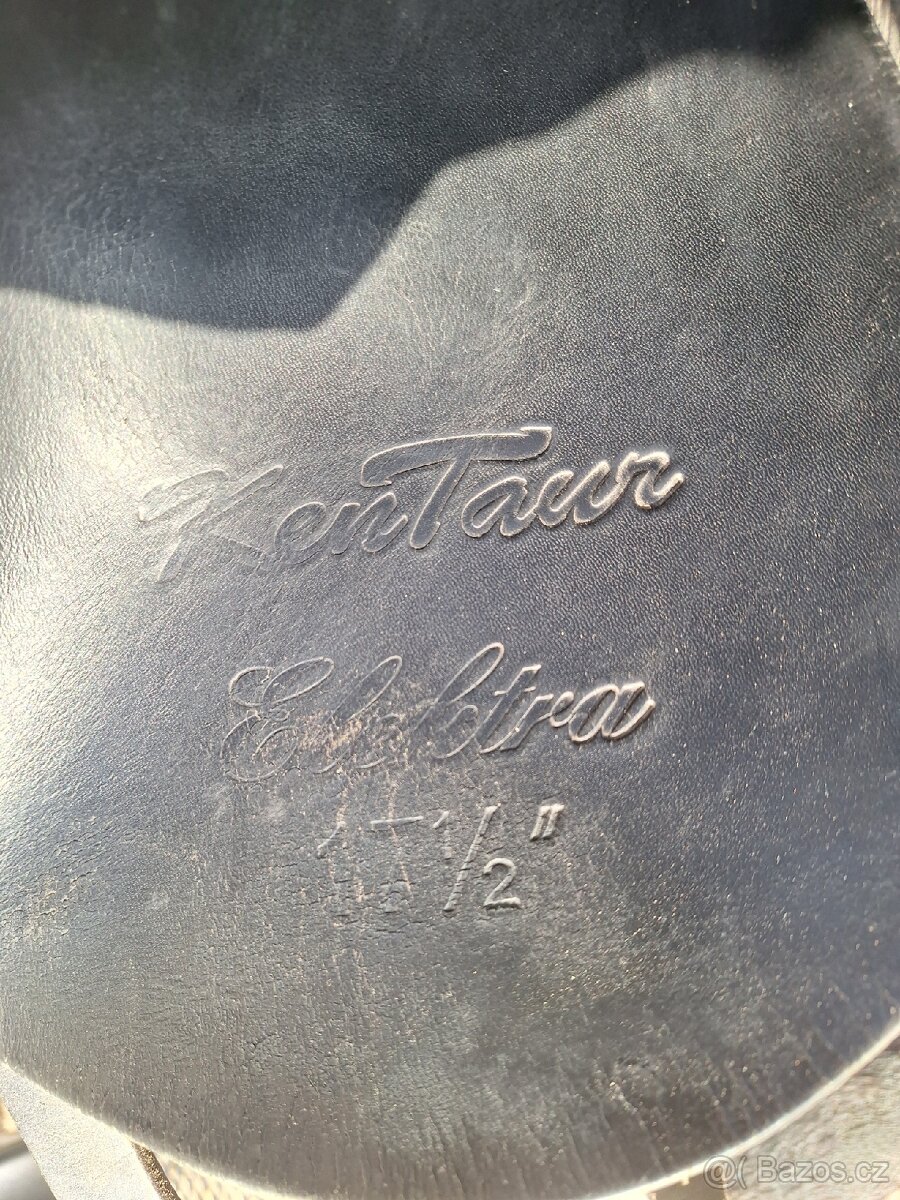 KenTaur
Elektra
17 1/2"
@( Bazos.cz